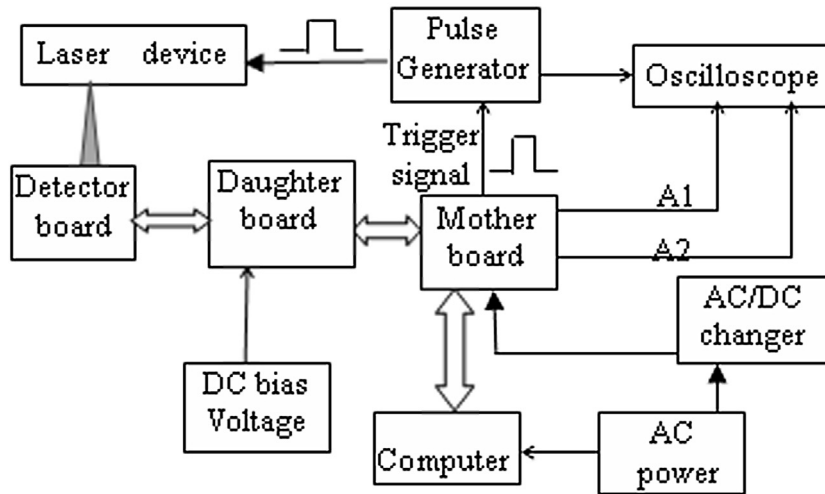 Laser device
Pulse
Generator
Oscilloscope
Trigger
signal
Detector
board
Daughter
board
Mother
board
A1
A2
AC/DC
changer
DC bias
Voltage
Computer
AC
power